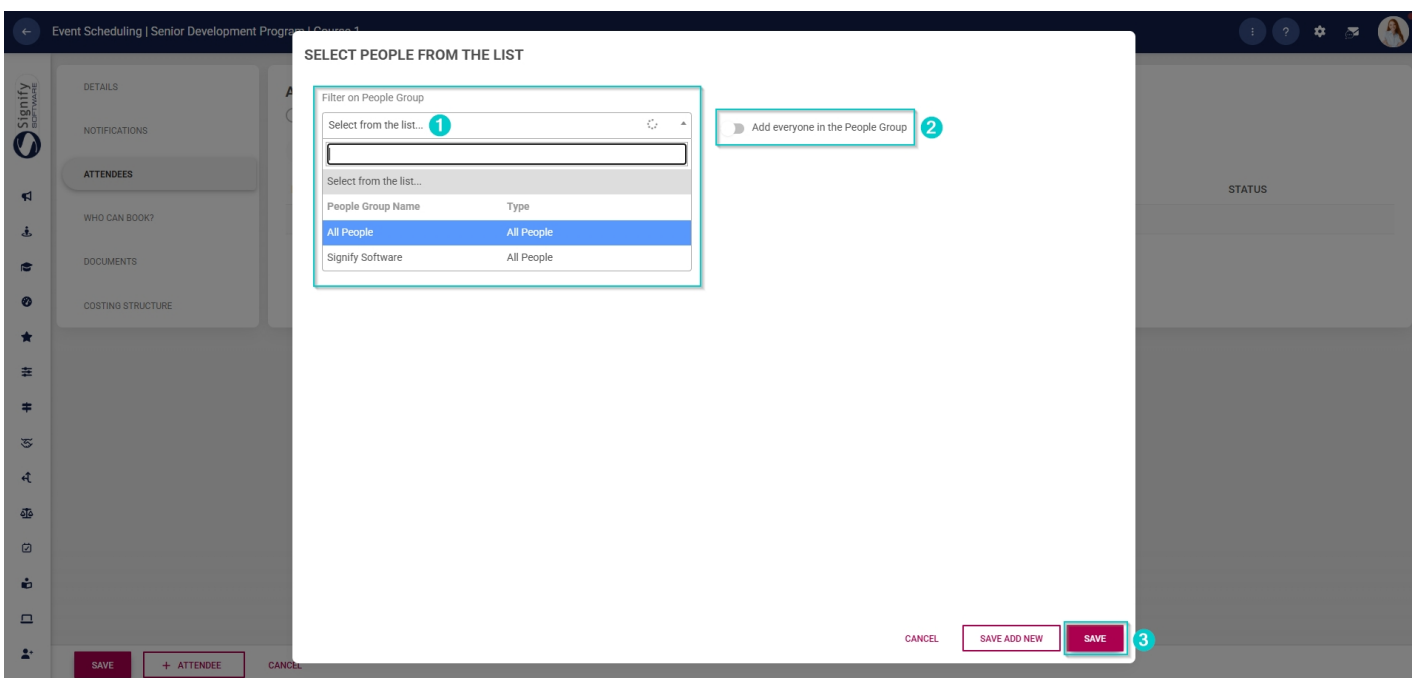 Event Scheduling | Senior Development Program | Course 1
?
SELECT PEOPLE FROM THE LIST
Signify
SOFTWARE
DETAILS
NOTIFICATIONS
ATTENDEES
WHO CAN BOOK?
DOCUMENTS
COSTING STRUCTURE
A
Filter on People Group
Select from the list... 1
Select from the list...
People Group Name Type
All People All People
Signify Software All People
Add everyone in the People Group 2
STATUS
CANCEL SAVE ADD NEW SAVE 3
SAVE + ATTENDEE CANCEL